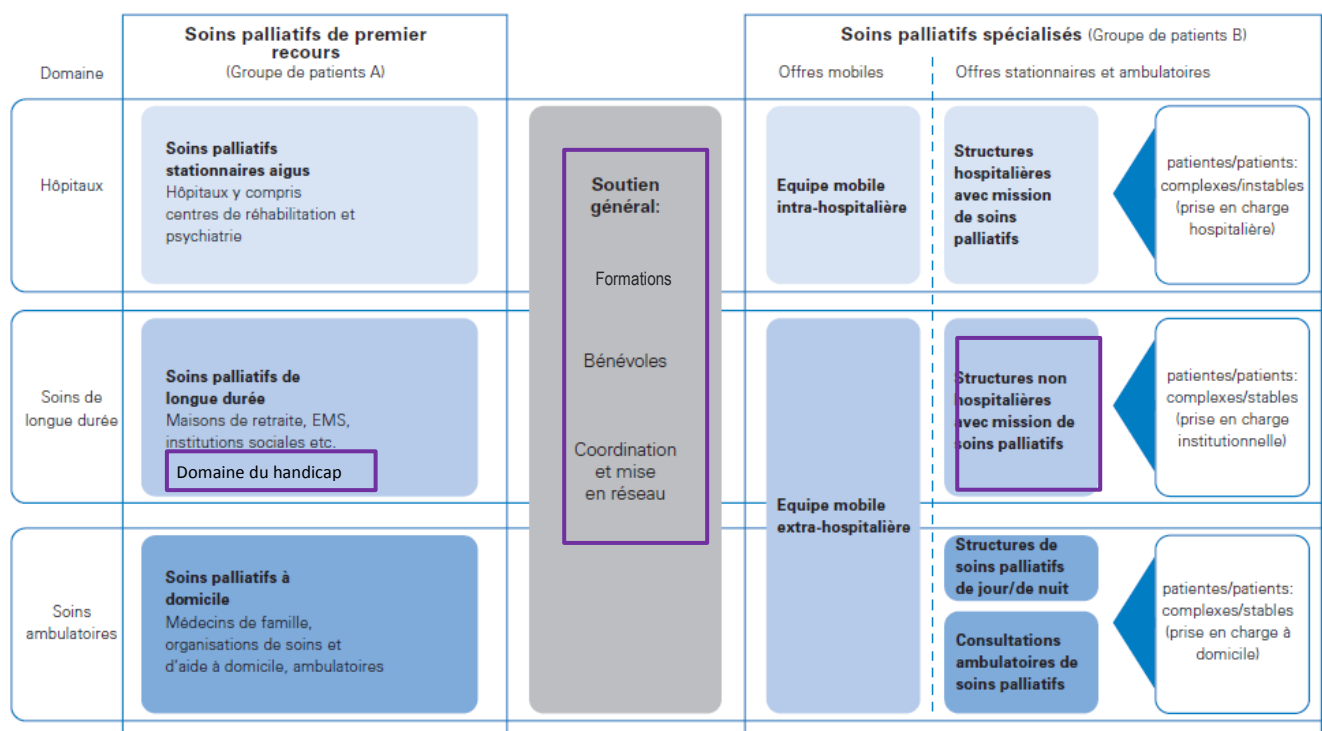 Soins palliatifs de premier
recours
(Groupe de patients A)
Soins palliatifs spécialisés (Groupe de patients B)
Domaine
Offres mobiles
Offres stationnaires et ambulatoires
Hôpitaux
Soins palliatifs
stationnaires aigus
Hôpitaux y compris
centres de réhabilitation et
psychiatrie
Soutien
général:
Formations
Bénévoles
Coordination
et mise
en réseau
Equipe mobile
intra-hospitalière
Structures
hospitalières
avec mission
de soins
palliatifs
patientes/patients:
complexes/instables
(prise en charge
hospitalière)
Soins de
longue durée
Soins palliatifs de
longue durée
Maisons de retraite, EMS,
institutions sociales etc.
Domaine du handicap
Equipe mobile
extra-hospitalière
Structures non
hospitalières
avec mission de
soins palliatifs
patientes/patients:
complexes/stables
(prise en charge
institutionnelle)
Soins
ambulatoires
Soins palliatifs à
domicile
Médecins de famille,
organisations de soins et
d'aide à domicile, ambulatoires
Structures de
soins palliatifs
de jour/de nuit
Consultations
ambulatoires de
soins palliatifs
patientes/patients:
complexes/stables
(prise en charge à
domicile)